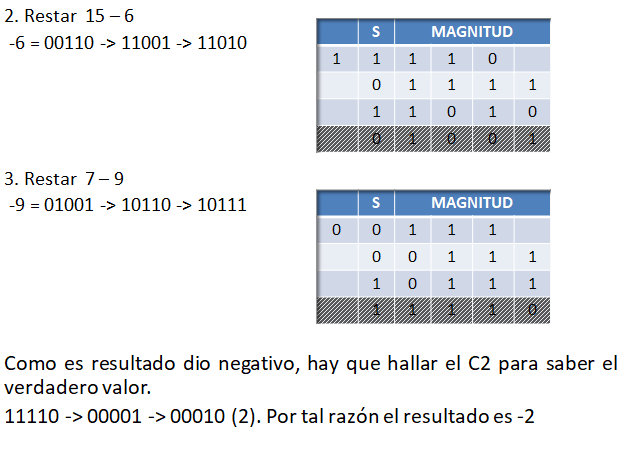 2. Restar 15 – 6
-6 = 00110 -> 11001 -> 11010
S MAGNITUD
1 1 1 1 0
0 1 1 1 1
1 1 0 1 0
0 1 0 0 1
3. Restar 7 – 9
-9 = 01001 -> 10110 -> 10111
S MAGNITUD
0 0 1 1 1
0 0 1 1 1
1 0 1 1 1
1 1 1 1 0
Como es resultado dio negativo, hay que hallar el C2 para saber el
verdadero valor.
11110 -> 00001 -> 00010 (2). Por tal razón el resultado es -2